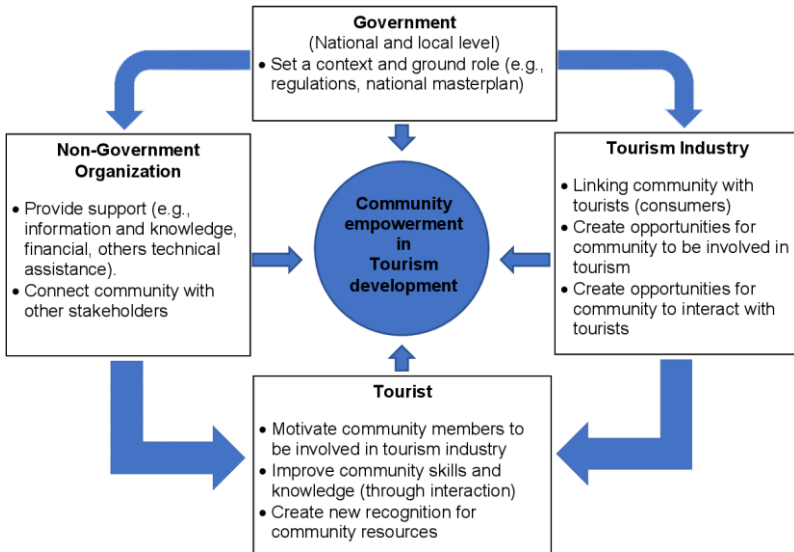 Government
(National and local level)
• Set a context and ground role (e.g.,
regulations, national masterplan)
Non-Government
Organization
• Provide support (e.g.,
information and knowledge,
financial, others technical
assistance).
• Connect community with
other stakeholders
Community
empowerment
in
Tourism
development
Tourism Industry
• Linking community with
tourists (consumers)
• Create opportunities for
community to be involved in
tourism
• Create opportunities for
community to interact with
tourists
Tourist
• Motivate community members to
be involved in tourism industry
• Improve community skills and
knowledge (through interaction)
• Create new recognition for
community resources